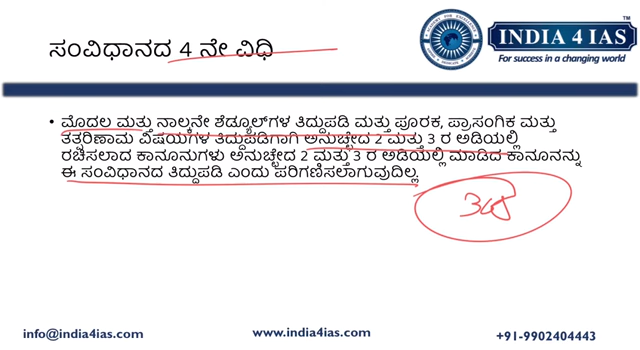 ಸಂವಿಧಾನದ 4 ನೇ ವಿಧಿ
INDIA 4 IAS
For success in a changing world
• ಮೊದಲ ಮತ್ತು ನಾಲ್ಕನೇ ಶೆಡ್ಯೂಲ್‌ಗಳ ತಿದ್ದುಪಡಿ ಮತ್ತು ಪೂರಕ, ಪ್ರಾಸಂಗಿಕ ಮತ್ತು
ತತ್ಪರಿಣಾಮ ವಿಷಯಗಳ ತಿದ್ದುಪಡಿಗಾಗಿ ಅನುಚ್ಛೇದ 2 ಮತ್ತು 3 ರ ಅಡಿಯಲ್ಲಿ
ರಚಿಸಲಾದ ಕಾನೂನುಗಳು ಅನುಚ್ಛೇದ 2 ಮತ್ತು 3 ರ ಅಡಿಯಲ್ಲಿ ಮಾಡಿದ ಕಾನೂನನ್ನು
ಈ ಸಂವಿಧಾನದ ತಿದ್ದುಪಡಿ ಎಂದು ಪರಿಗಣಿಸಲಾಗುವುದಿಲ್ಲ.
368
info@india4ias.com
www.india4ias.com
+91-9902404443